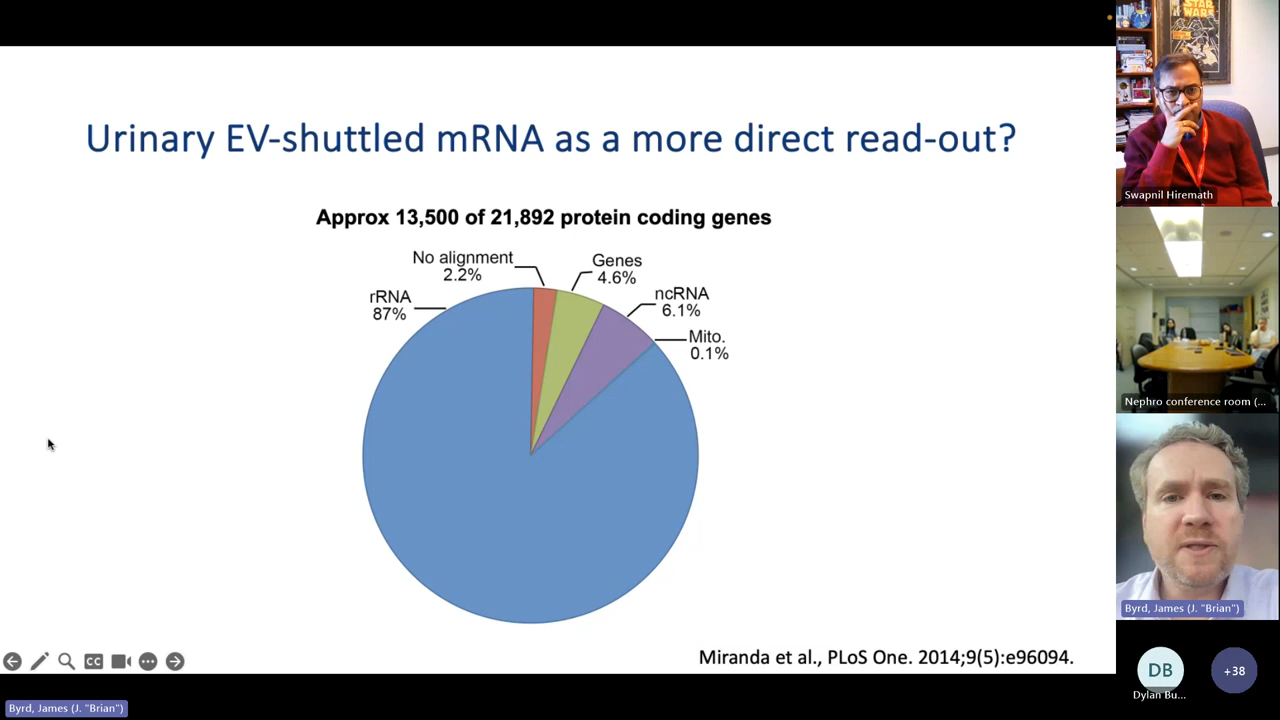 Urinary EV-shuttled mRNA as a more direct read-out?
Approx 13,500 of 21,892 protein coding genes
No alignment
2.2%
Genes
4.6%
rRNA
87%
ncRNA
6.1%
Mito.
0.1%
Miranda et al., PLoS One. 2014;9(5):e96094.
CC
Byrd, James (J. "Brian")
STAR
WARS
Swapnil Hiremath
Nephro conference room (...
Byrd, James (J. "Brian")
DB
Dylan Bu...
+38